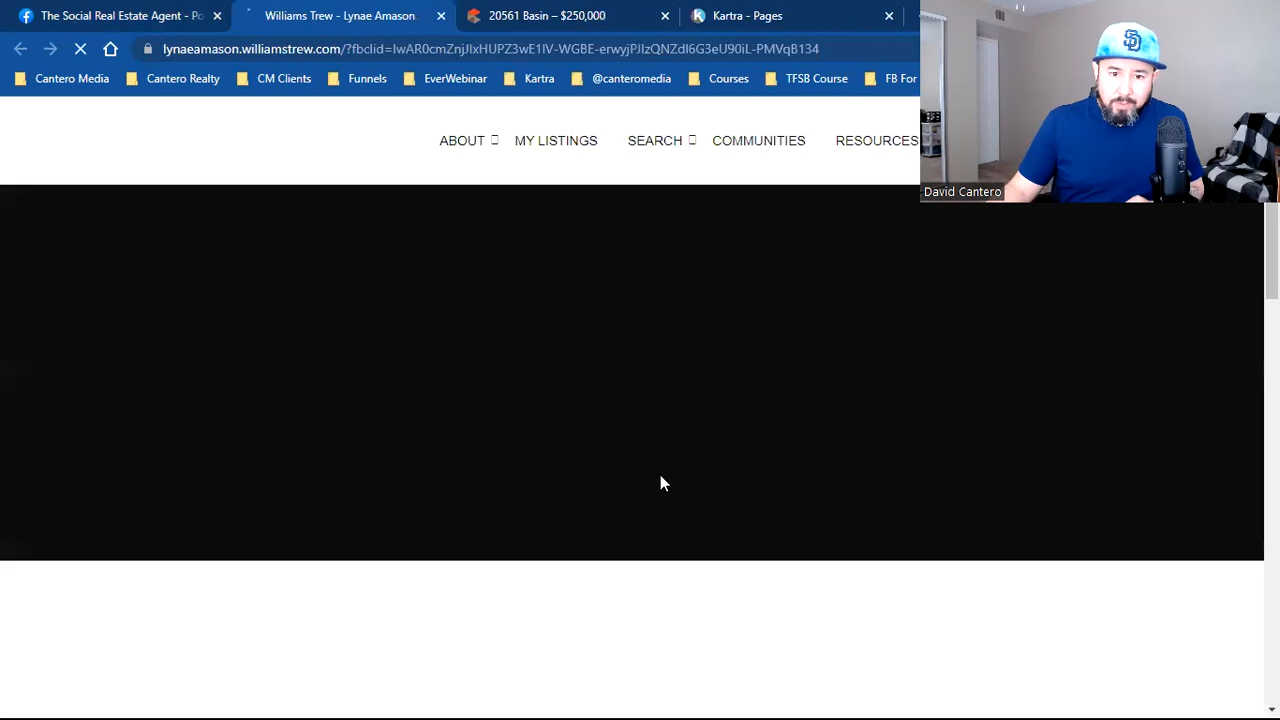 The Social Real Estate Agent - Po
Williams Trew - Lynae Amason
20561 Basin – $250,000
Kartra - Pages
lynaeamason.williamstrew.com/?fbclid=IwAR0cmZnjJlxHUPZ3wE1IV-WGBE-erwyjPJIzQNZdI6G3eU90iL-PMVqB134
Cantero Media
Cantero Realty
CM Clients
Funnels
EverWebinar
Kartra
@canteromedia
Courses
TFSB Course
FB For
ABOUT
MY LISTINGS
SEARCH
COMMUNITIES
RESOURCES
SD
David Cantero